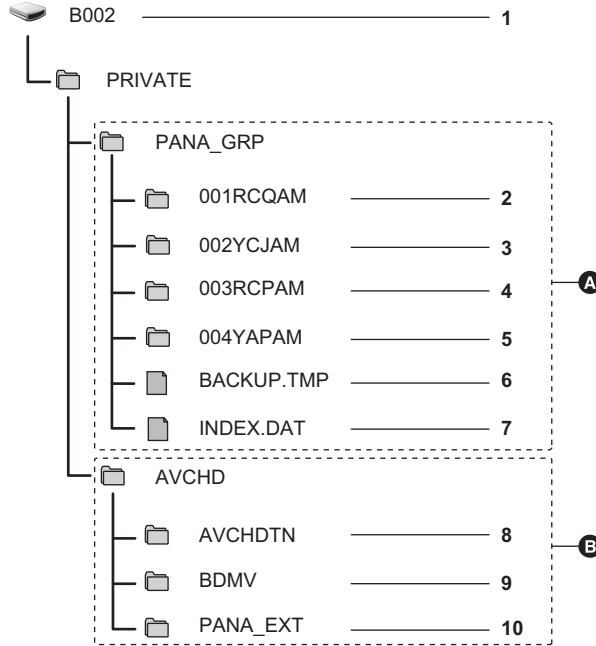 B002 1
PRIVATE
PANA_GRP
001RCQAM 2
002YCJAM 3
003RCPAM 4
A
004YAPAM 5
BACKUP.TMP 6
INDEX.DAT 7
AVCHD
AVCHDTN 8
B
BDMV 9
PANA_EXT 10